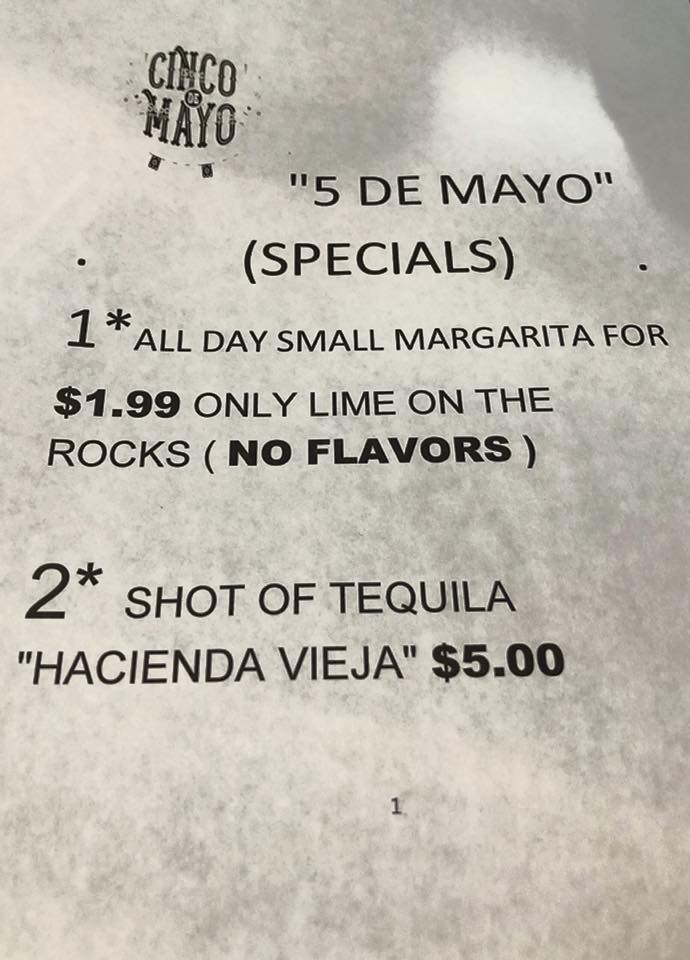 CINCO
DE
MAYO
"5 DE MAYO"
(SPECIALS)
1*ALL DAY SMALL MARGARITA FOR
$1.99 ONLY LIME ON THE
ROCKS ( NO FLAVORS )
2* SHOT OF TEQUILA
"HACIENDA VIEJA" $5.00
1